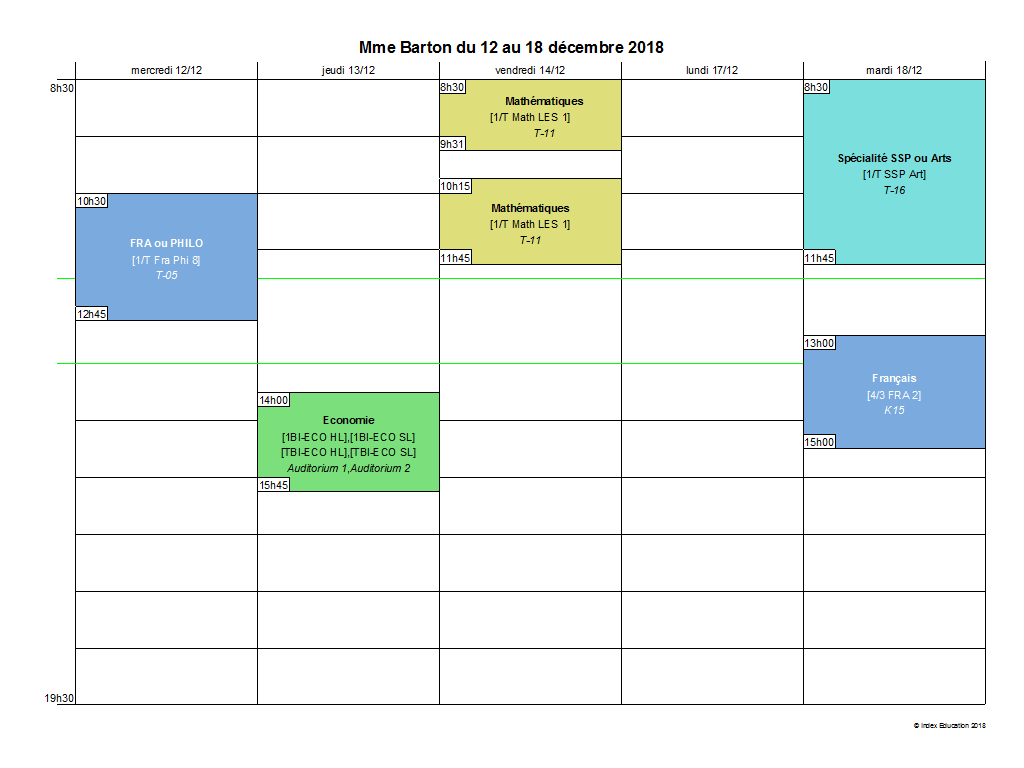 Mme Barton du 12 au 18 décembre 2018
mercredi 12/12
jeudi 13/12
vendredi 14/12
lundi 17/12
mardi 18/12
8h30
19h30
10h30
FRA ou PHILO
[1/T Fra Phi 8]
T-05
12h45
14h00
Economie
[1BI-ECO HL],[1BI-ECO SL]
[TBI-ECO HL],[TBI-ECO SL]
Auditorium 1,Auditorium 2
15h45
8h30
Mathématiques
[1/T Math LES 1]
T-11
9h31
10h15
Mathématiques
[1/T Math LES 1]
T-11
11h45
8h30
Spécialité SSP ou Arts
[1/T SSP Art]
T-16
11h45
13h00
Français
[4/3 FRA 2]
K15
15h00
© Index Education 2018